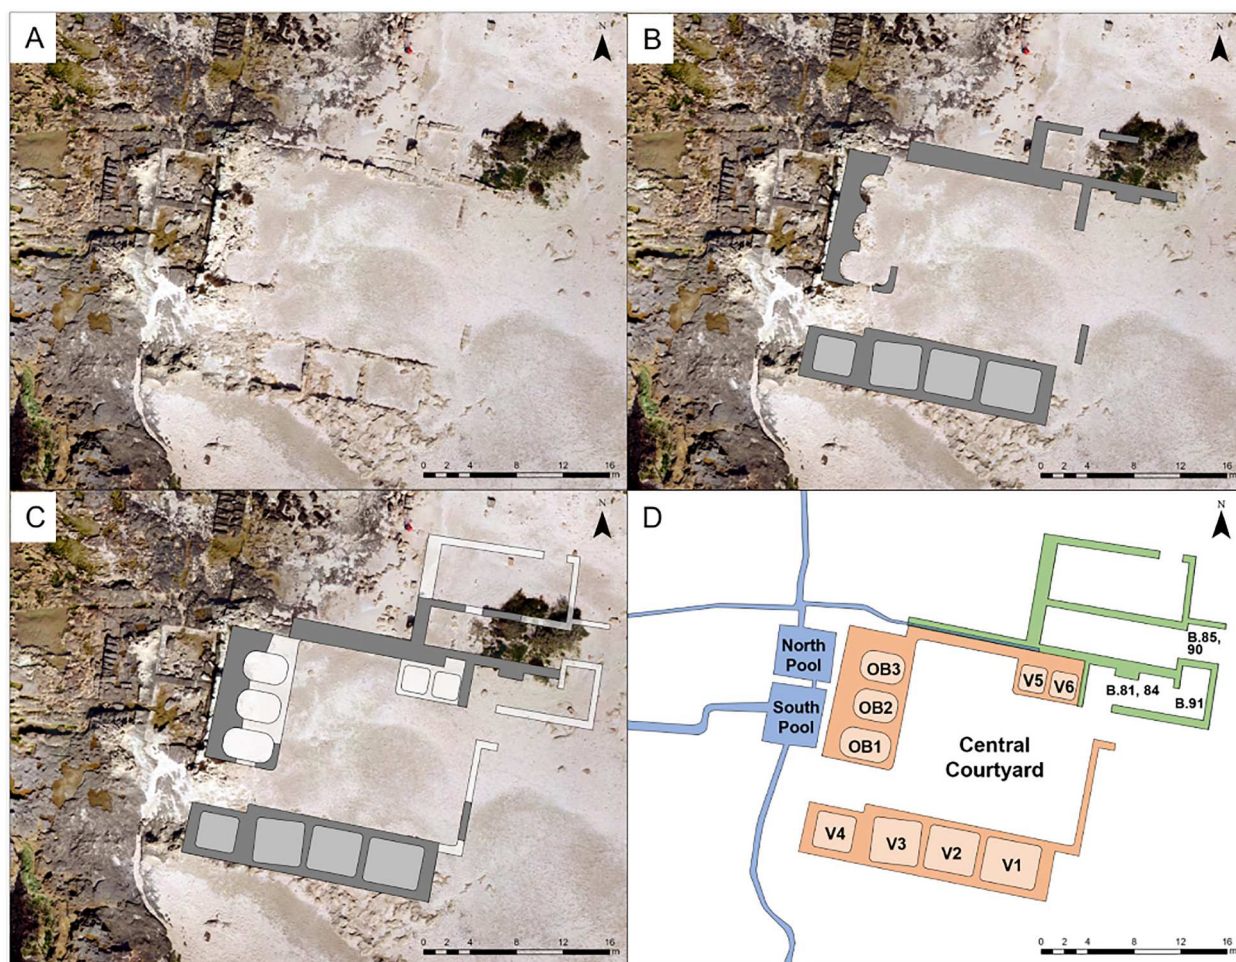 A
N
0 2 4 8 12 16
m
B
N
0 2 4 8 12 16
m
C
N
0 2 4 8 12 16
m
D
N
North
Pool
South
Pool
OB3
OB2
OB1
V5
V6
B.85,
90
B.81, 84
B.91
Central
Courtyard
V4
V3
V2
V1
0 2 4 8 12 16
m